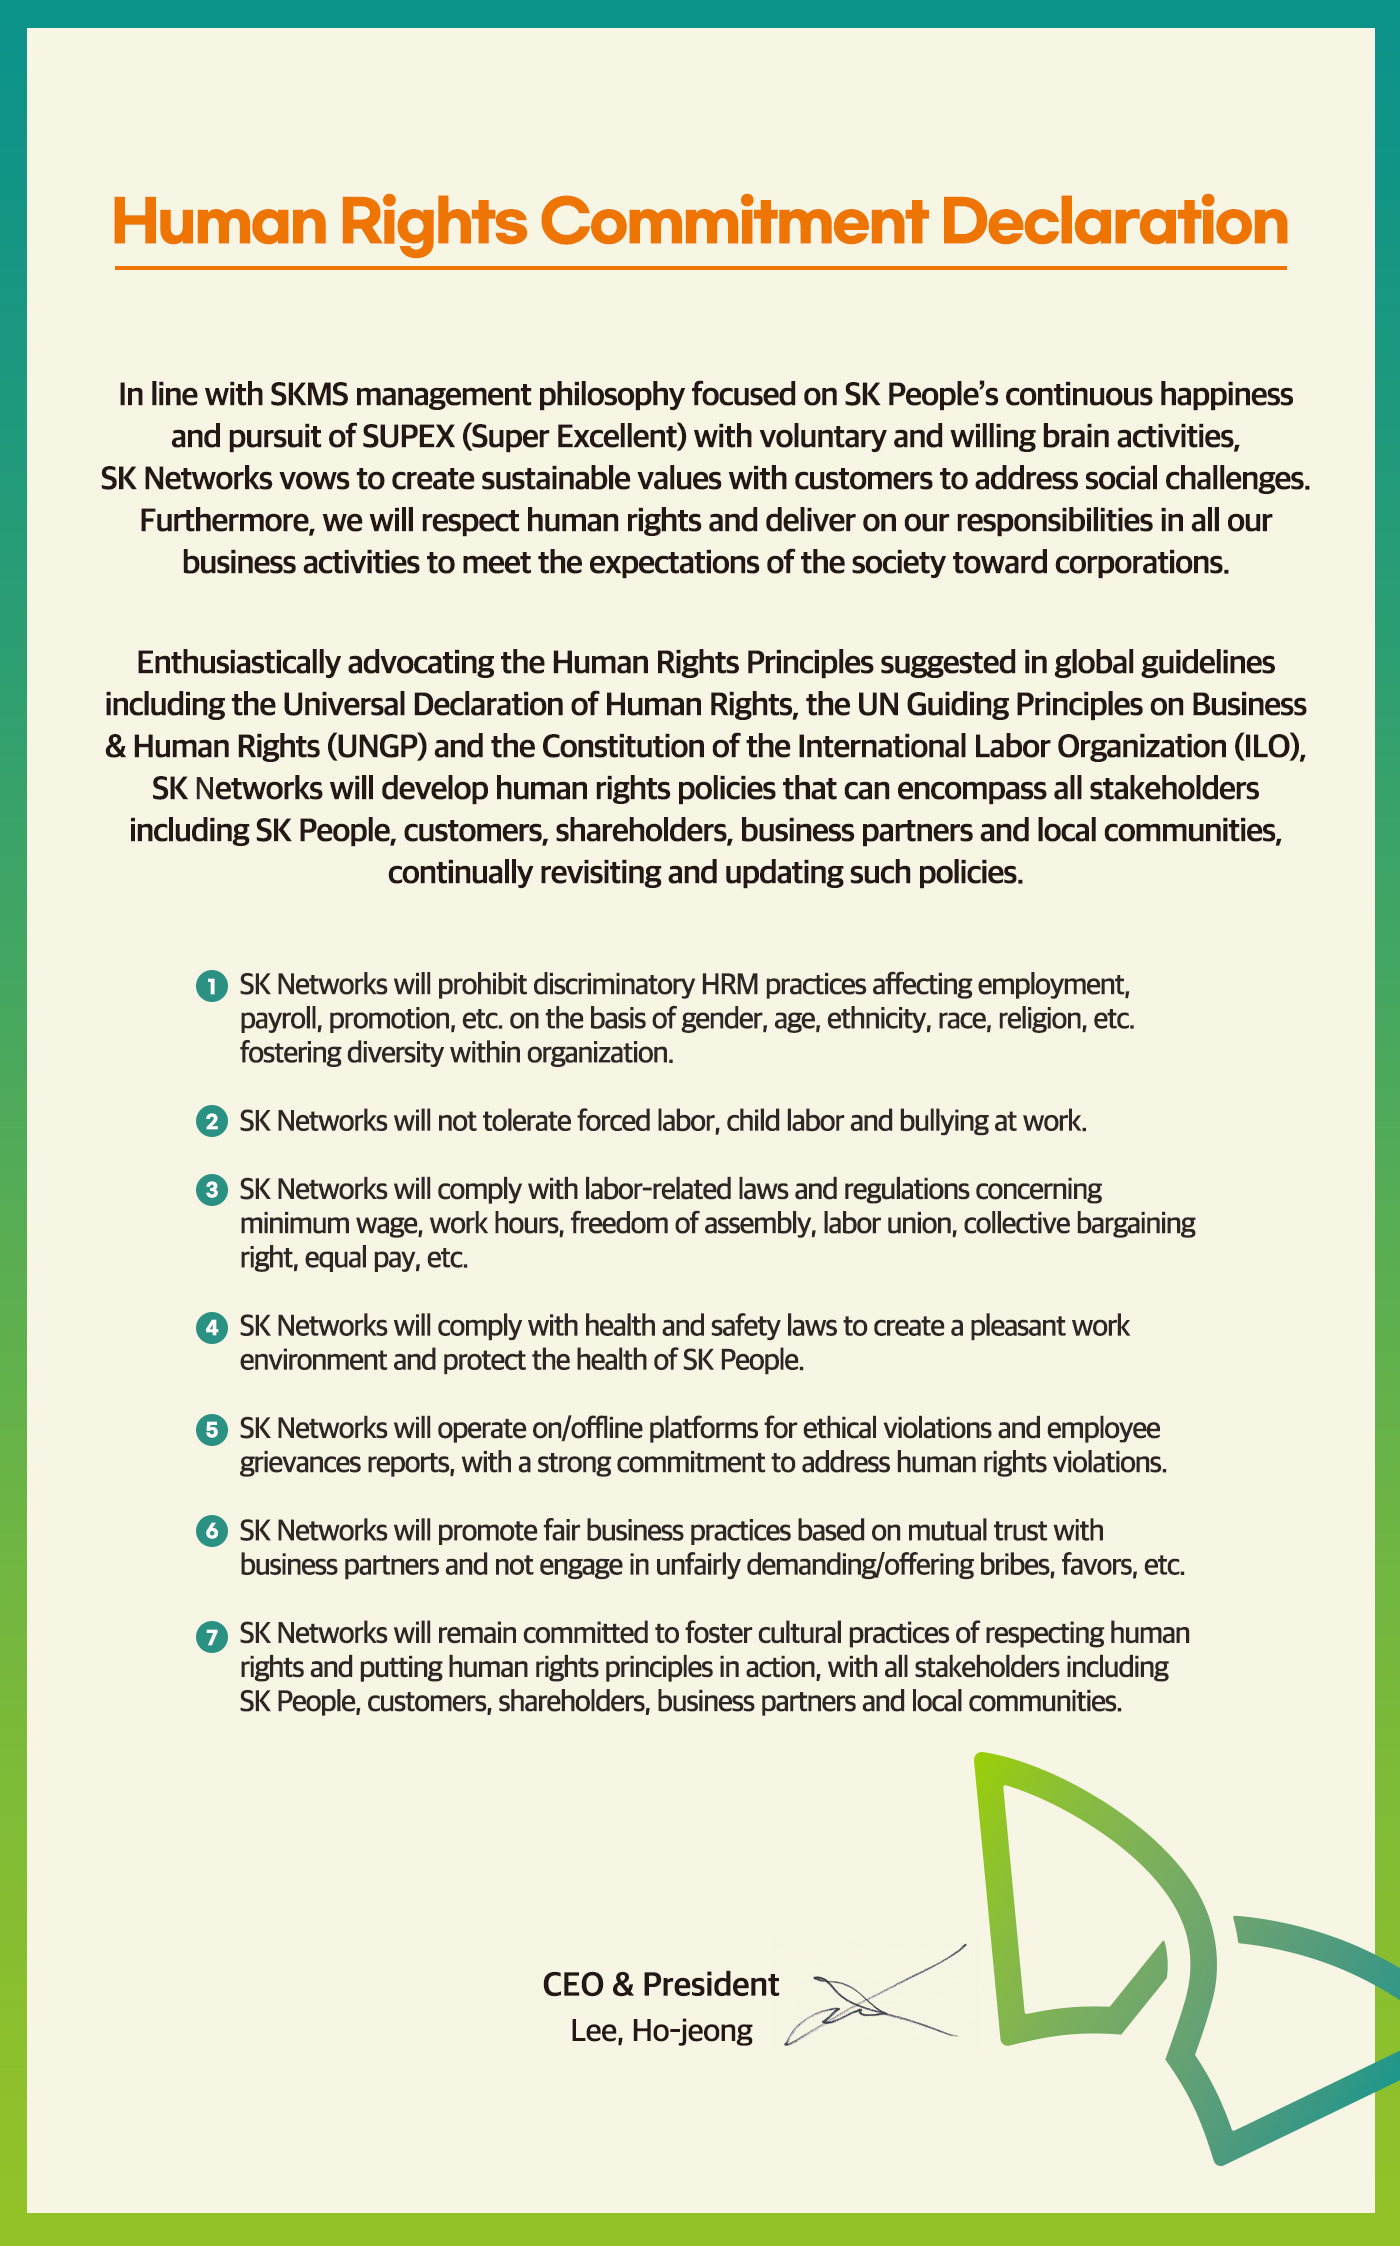 Human Rights Commitment Declaration
In line with SKMS management philosophy focused on SK People’s continuous happiness
and pursuit of SUPEX (Super Excellent) with voluntary and willing brain activities,
SK Networks vows to create sustainable values with customers to address social challenges.
Furthermore, we will respect human rights and deliver on our responsibilities in all our
business activities to meet the expectations of the society toward corporations.
Enthusiastically advocating the Human Rights Principles suggested in global guidelines
including the Universal Declaration of Human Rights, the UN Guiding Principles on Business
& Human Rights (UNGP) and the Constitution of the International Labor Organization (ILO),
SK Networks will develop human rights policies that can encompass all stakeholders
including SK People, customers, shareholders, business partners and local communities,
continually revisiting and updating such policies.
1 SK Networks will prohibit discriminatory HRM practices affecting employment,
payroll, promotion, etc. on the basis of gender, age, ethnicity, race, religion, etc.
fostering diversity within organization.
2 SK Networks will not tolerate forced labor, child labor and bullying at work.
3 SK Networks will comply with labor-related laws and regulations concerning
minimum wage, work hours, freedom of assembly, labor union, collective bargaining
right, equal pay, etc.
4 SK Networks will comply with health and safety laws to create a pleasant work
environment and protect the health of SK People.
5 SK Networks will operate on/offline platforms for ethical violations and employee
grievances reports, with a strong commitment to address human rights violations.
6 SK Networks will promote fair business practices based on mutual trust with
business partners and not engage in unfairly demanding/offering bribes, favors, etc.
7 SK Networks will remain committed to foster cultural practices of respecting human
rights and putting human rights principles in action, with all stakeholders including
SK People, customers, shareholders, business partners and local communities.
CEO & President
Lee, Ho-jeong